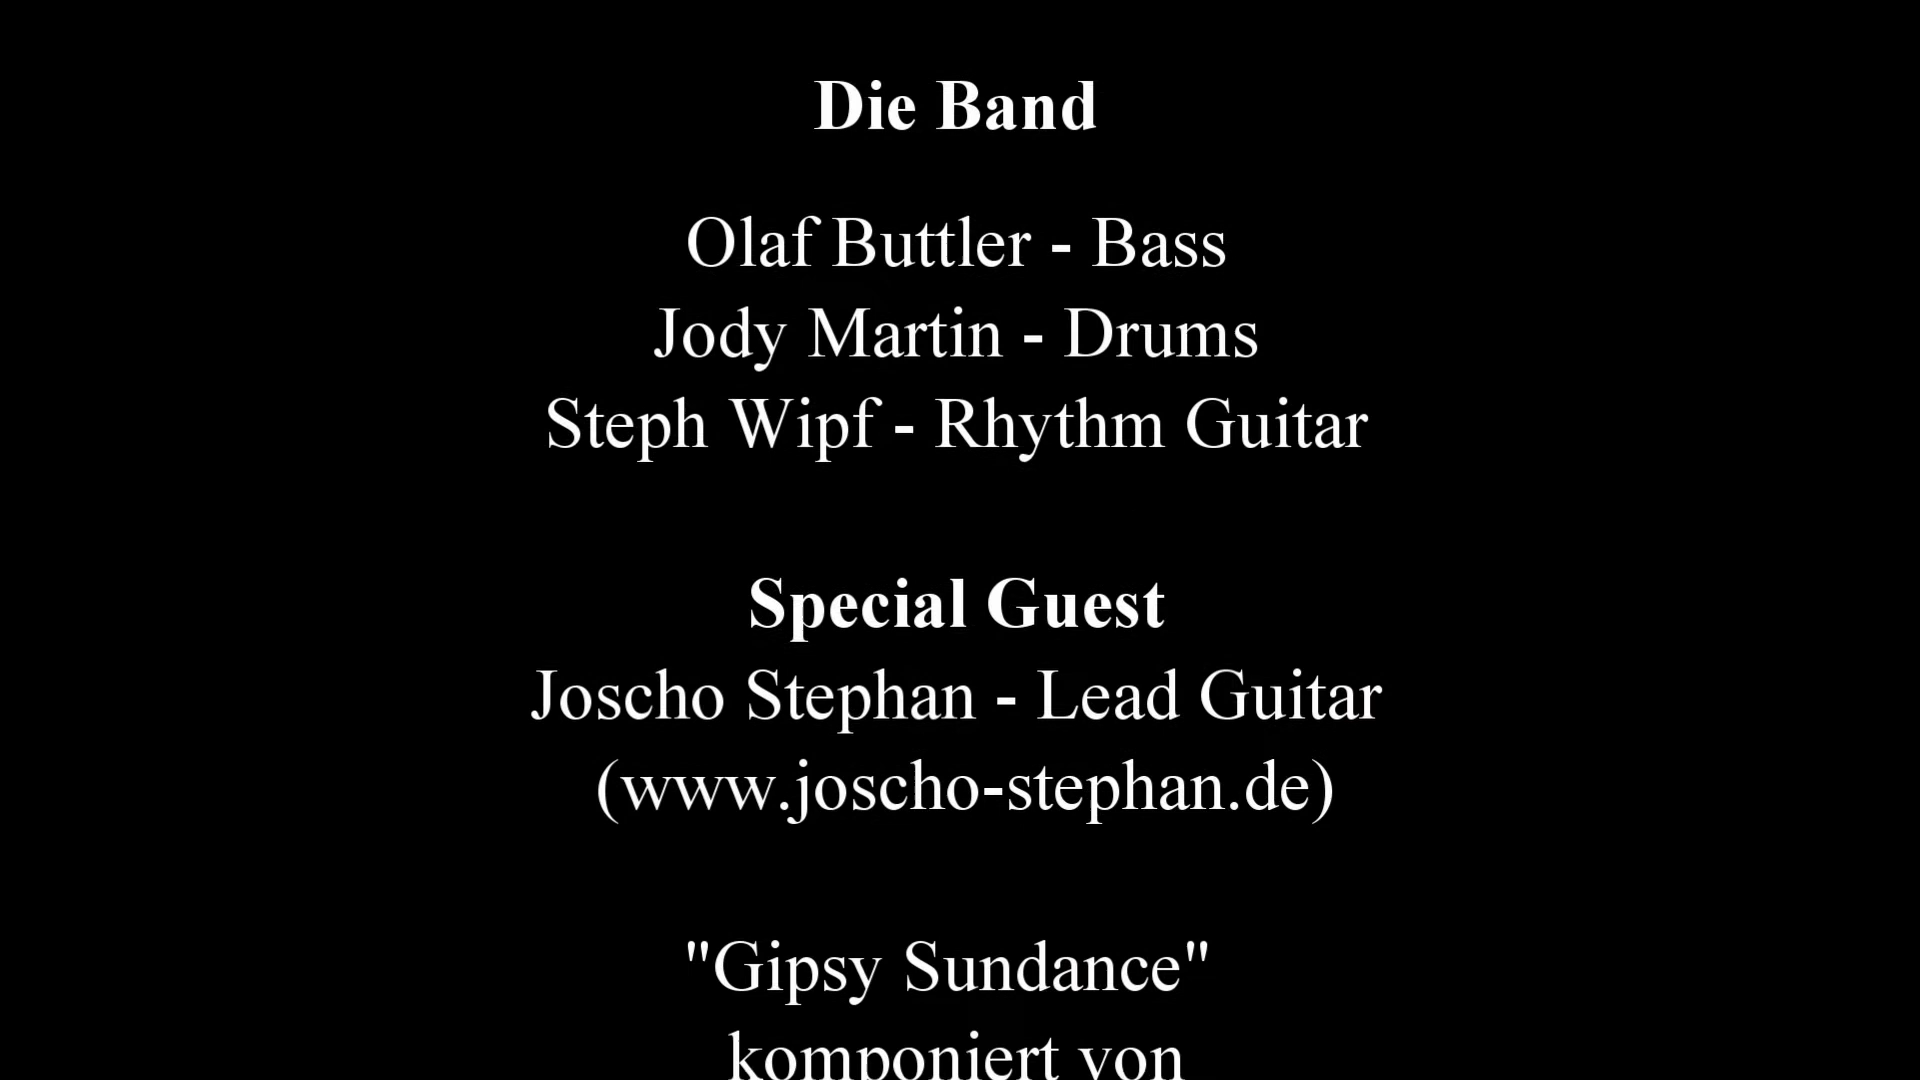 Die Band
Olaf Buttler - Bass
Jody Martin - Drums
Steph Wipf - Rhythm Guitar
Special Guest
Joscho Stephan - Lead Guitar
(www.joscho-stephan.de)
"Gipsy Sundance"
komponiert von